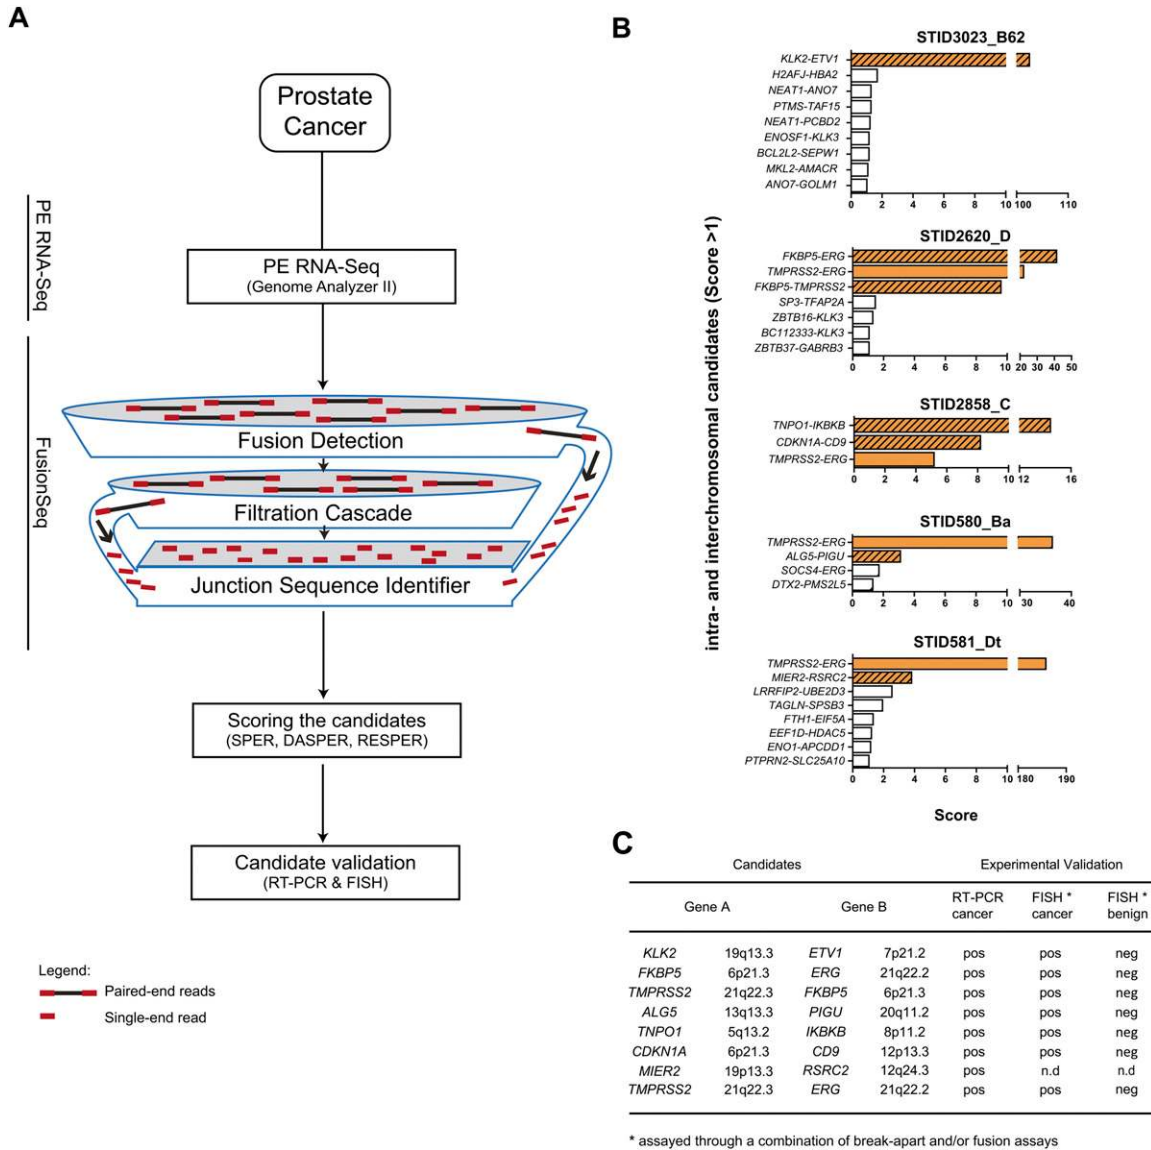 A
Prostate
Cancer
PE RNA-Seq
PE RNA-Seq
(Genome Analyzer II)
FusionSeq
Fusion Detection
Filtration Cascade
Junction Sequence Identifier
Scoring the candidates
(SPER, DASPER, RESPER)
Candidate validation
(RT-PCR & FISH)
Legend:
Paired-end reads
Single-end read
B
intra- and interchromosomal candidates (Score >1)
STID3023_B62
KLK2-ETV1
H2AFJ-HBA2
NEAT1-ANO7
PTMS-TAF15
NEAT1-PCBD2
ENOSF1-KLK3
BCL2L2-SEPW1
MKL2-AMACR
ANO7-GOLM1
0 2 4 6 8 10 100 110
STID2620_D
FKBP5-ERG
TMPRSS2-ERG
FKBP5-TMPRSS2
SP3-TFAP2A
ZBTB16-KLK3
BC112333-KLK3
ZBTB37-GABRB3
0 2 4 6 8 10 20 30 40 50
STID2858_C
TNPO1-IKBKB
CDKN1A-CD9
TMPRSS2-ERG
0 2 4 6 8 10 12 16
STID580_Ba
TMPRSS2-ERG
ALG5-PIGU
SOCS4-ERG
DTX2-PMS2L5
0 2 4 6 8 10 30 40
STID581_Dt
TMPRSS2-ERG
MIER2-RSRC2
LRRFIP2-UBE2D3
TAGLN-SPSB3
FTH1-EIF5A
EEF1D-HDAC5
ENO1-APCDD1
PTPRN2-SLC25A10
0 2 4 6 8 10 180 190
Score
C
Candidates Experimental Validation
Gene A Gene B RT-PCR cancer FISH * cancer FISH * benign
KLK2 19q13.3 ETV1 7p21.2 pos pos neg
FKBP5 6p21.3 ERG 21q22.2 pos pos neg
TMPRSS2 21q22.3 FKBP5 6p21.3 pos pos neg
ALG5 13q13.3 PIGU 20q11.2 pos pos neg
TNPO1 5q13.2 IKBKB 8p11.2 pos pos neg
CDKN1A 6p21.3 CD9 12p13.3 pos pos neg
MIER2 19p13.3 RSRC2 12q24.3 pos n.d n.d
TMPRSS2 21q22.3 ERG 21q22.2 pos pos neg
* assayed through a combination of break-apart and/or fusion assays